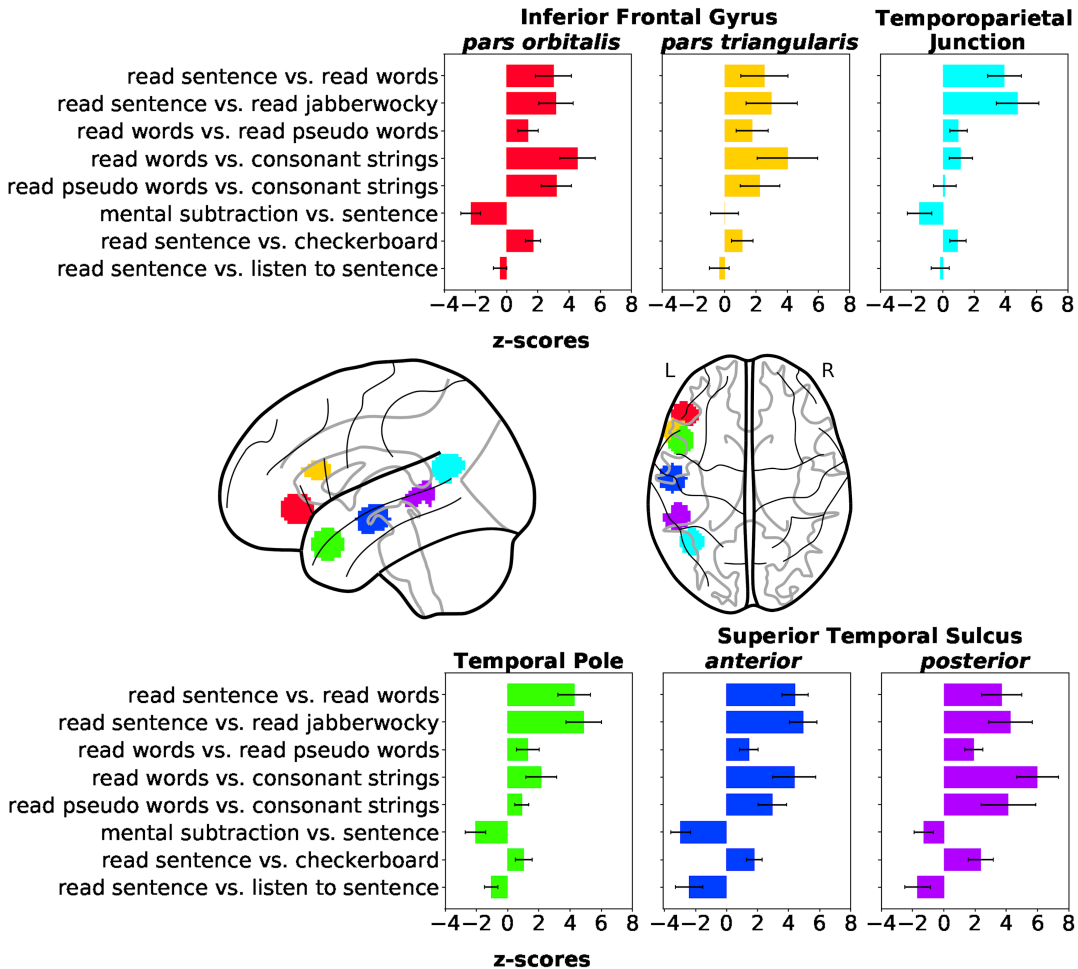 Inferior Frontal Gyrus
pars orbitalis
pars triangularis
Temporoparietal
Junction
read sentence vs. read words
read sentence vs. read jabberwocky
read words vs. read pseudo words
read words vs. consonant strings
read pseudo words vs. consonant strings
mental subtraction vs. sentence
read sentence vs. checkerboard
read sentence vs. listen to sentence
−4 −2 0 2 4 6 8
−4 −2 0 2 4 6 8
−4 −2 0 2 4 6 8
z-scores
L
R
Temporal Pole
Superior Temporal Sulcus
anterior
posterior
read sentence vs. read words
read sentence vs. read jabberwocky
read words vs. read pseudo words
read words vs. consonant strings
read pseudo words vs. consonant strings
mental subtraction vs. sentence
read sentence vs. checkerboard
read sentence vs. listen to sentence
−4 −2 0 2 4 6 8
−4 −2 0 2 4 6 8
−4 −2 0 2 4 6 8
z-scores